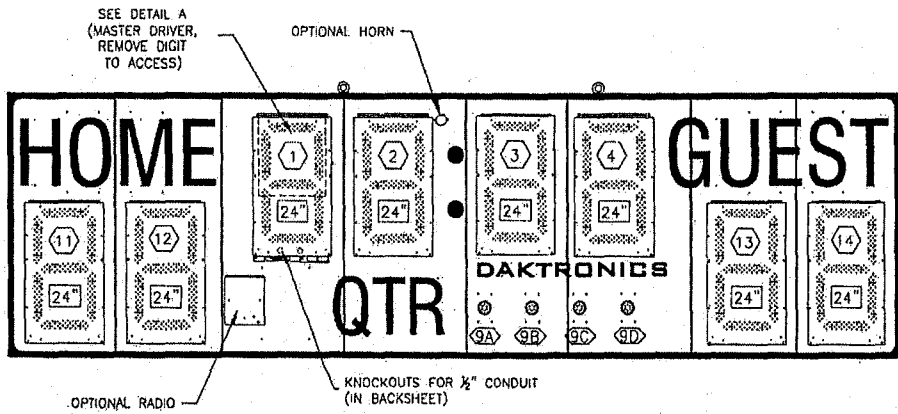 SEE DETAIL A
(MASTER DRIVER,
REMOVE DIGIT
TO ACCESS)
OPTIONAL HORN
HOME
GUEST
1
2
3
4
24"
24"
24"
24"
11
12
13
14
24"
24"
24"
24"
DAKTRONICS
QTR
9A
9B
9C
9D
OPTIONAL RADIO
KNOCKOUTS FOR ½" CONDUIT
(IN BACKSHEET)